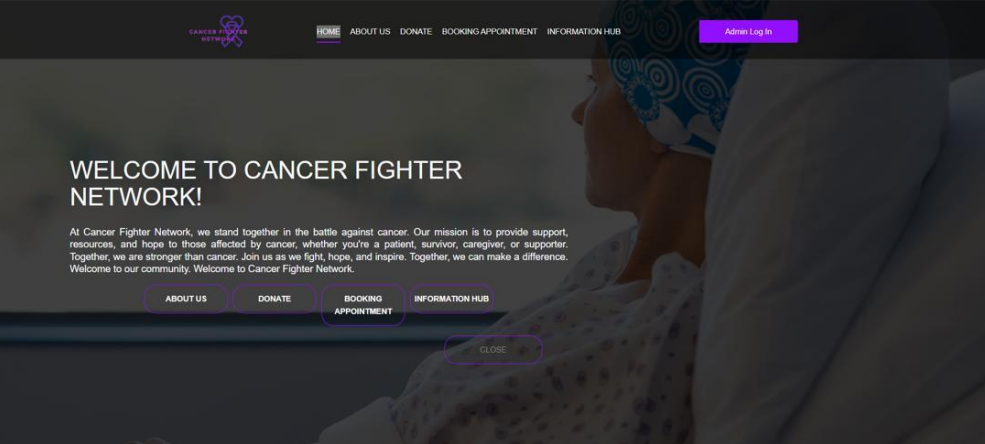 CANCER FIGHTER
NETWORK
HOME ABOUT US DONATE BOOKING APPOINTMENT INFORMATION HUB
Admin Log In
WELCOME TO CANCER FIGHTER
NETWORK!
At Cancer Fighter Network, we stand together in the battle against cancer. Our mission is to provide support,
resources, and hope to those affected by cancer, whether you're a patient, survivor, caregiver, or supporter.
Together, we are stronger than cancer. Join us as we fight, hope, and inspire. Together, we can make a difference.
Welcome to our community. Welcome to Cancer Fighter Network.
ABOUT US
DONATE
BOOKING
APPOINTMENT
INFORMATION HUB
CLOSE